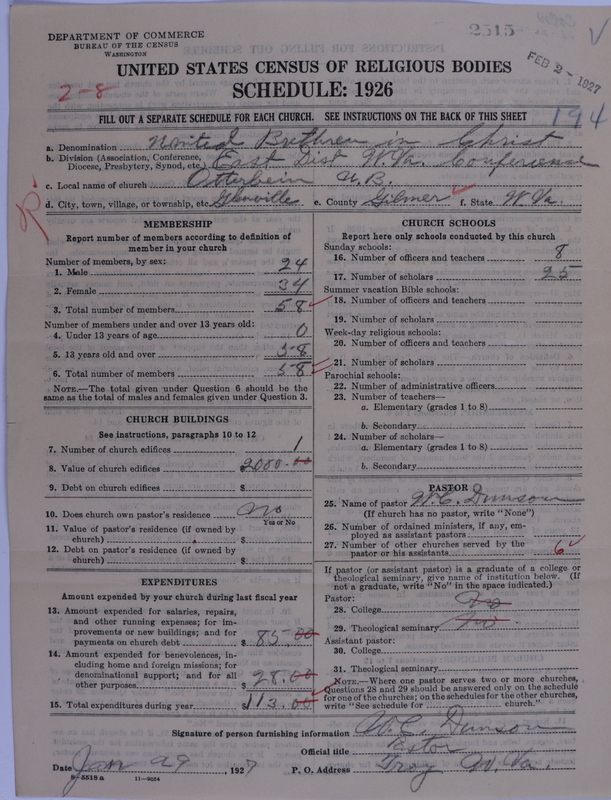 DEPARTMENT OF COMMERCE
BUREAU OF THE CENSUS
WASHINGTON
2515
FEB 2 - 1927
UNITED STATES CENSUS OF RELIGIOUS BODIES
SCHEDULE: 1926
2-8
FILL OUT A SEPARATE SCHEDULE FOR EACH CHURCH. SEE INSTRUCTIONS ON THE BACK OF THIS SHEET
194
a. Denomination United Brethren in Christ
b. Division (Association, Conference, Diocese, Presbytery, Synod, etc.) East Dist W.Va. Conference
c. Local name of church Otterbein U.B.
d. City, town, village, or township, etc. Glenville e. County Gilmer f. State W.Va.
MEMBERSHIP
Report number of members according to definition of
member in your church
Number of members, by sex:
1. Male 24
2. Female 34
3. Total number of members 58
Number of members under and over 13 years old:
4. Under 13 years of age 0
5. 13 years old and over 58
6. Total number of members 58
NOTE.—The total given under Question 6 should be the
same as the total of males and females given under Question 3.
CHURCH BUILDINGS
See instructions, paragraphs 10 to 12
7. Number of church edifices 1
8. Value of church edifices 2000.00
9. Debt on church edifices $
10. Does church own pastor's residence? No
Yes or No
11. Value of pastor's residence (if owned by
church) $
12. Debt on pastor's residence (if owned by
church) $
EXPENDITURES
Amount expended by your church during last fiscal year
13. Amount expended for salaries, repairs,
and other running expenses; for im-
provements or new buildings; and for
payments on church debt $ 85.00
14. Amount expended for benevolences, in-
cluding home and foreign missions; for
denominational support; and for all
other purposes $ 28.00
15. Total expenditures during year $ 113.00
CHURCH SCHOOLS
Report here only schools conducted by this church
Sunday schools:
16. Number of officers and teachers 8
17. Number of scholars 25
Summer vacation Bible schools:
18. Number of officers and teachers
19. Number of scholars
Week-day religious schools:
20. Number of officers and teachers
21. Number of scholars
Parochial schools:
22. Number of administrative officers
23. Number of teachers—
a. Elementary (grades 1 to 8)
b. Secondary
24. Number of scholars—
a. Elementary (grades 1 to 8)
b. Secondary
PASTOR
25. Name of pastor W.C. Dunson
(If church has no pastor, write "None")
26. Number of ordained ministers, if any, em-
ployed as assistant pastors
27. Number of other churches served by the
pastor or his assistants 6
If pastor (or assistant pastor) is a graduate of a college or
theological seminary, give name of institution below. (If
not a graduate, write "No" in the space indicated.)
Pastor:
28. College No
29. Theological seminary No
Assistant pastor:
30. College
31. Theological seminary
NOTE.—Where one pastor serves two or more churches,
Questions 28 and 29 should be answered only on the schedule
for one of the churches; on the schedules for the other churches,
write "See schedule for church."
Signature of person furnishing information W.C. Dunson
Official title Pastor
Date Jan 29, 1927 P. O. Address Troy W.Va.
8-5518a 11-9654